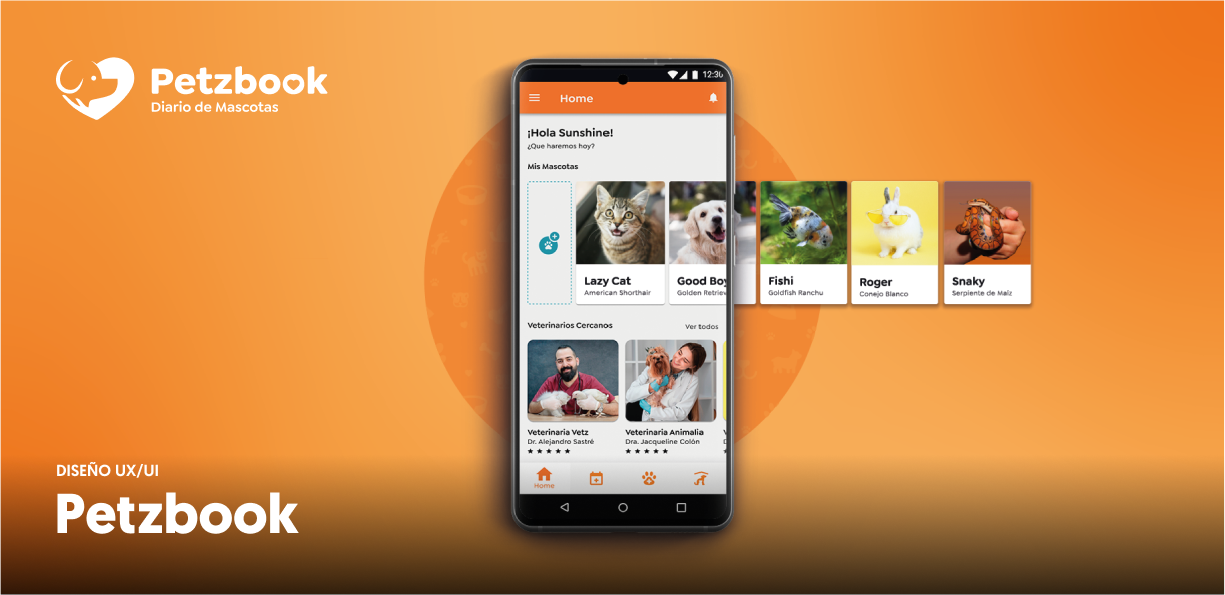 Petzbook
Diario de Mascotas
12:30
Home
¡Hola Sunshine!
¿Que haremos hoy?
Mis Mascotas
Lazy Cat
American Shorthair
Good Boy
Golden Retriev
Fishi
Goldfish Ranchu
Roger
Conejo Blanco
Snaky
Serpiente de Maíz
Veterinarios Cercanos
Ver todos
Veterinaria Vetz
Dr. Alejandro Sastré
Veterinaria Animalia
Dra. Jacqueline Colón
Home
DISEÑO UX/UI
Petzbook